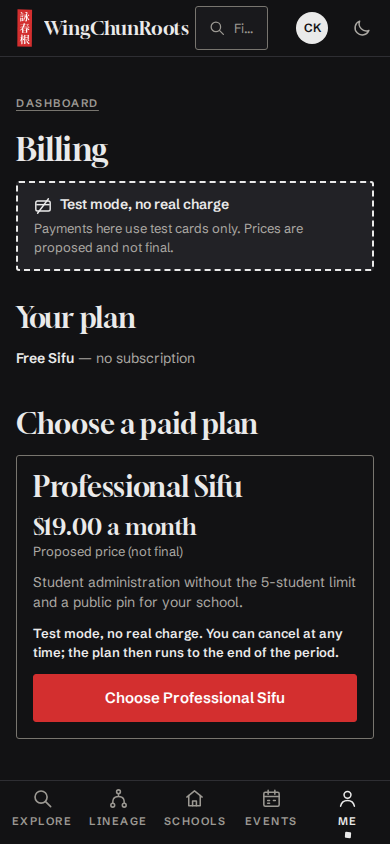 詠春根
WingChunRoots
Fi...
CK
DASHBOARD
Billing
Test mode, no real charge
Payments here use test cards only. Prices are
proposed and not final.
Your plan
Free Sifu — no subscription
Choose a paid plan
Professional Sifu
$19.00 a month
Proposed price (not final)
Student administration without the 5-student limit
and a public pin for your school.
Test mode, no real charge. You can cancel at any
time; the plan then runs to the end of the period.
Choose Professional Sifu
EXPLORE
LINEAGE
SCHOOLS
EVENTS
ME